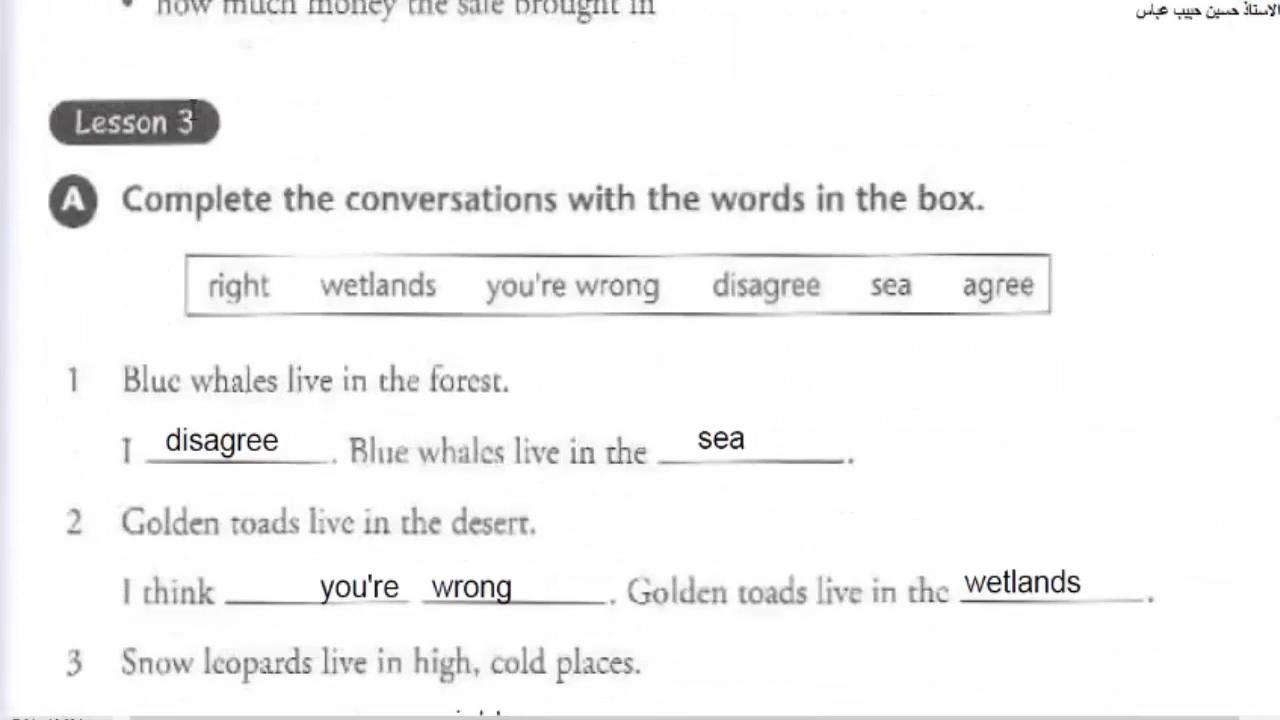 • how much money the sale brought in
الاستاذ حسين حبيب عباس
Lesson 3
A Complete the conversations with the words in the box.
right wetlands you're wrong disagree sea agree
1 Blue whales live in the forest.
I disagree. Blue whales live in the sea.
2 Golden toads live in the desert.
I think you're wrong. Golden toads live in the wetlands.
3 Snow leopards live in high, cold places.